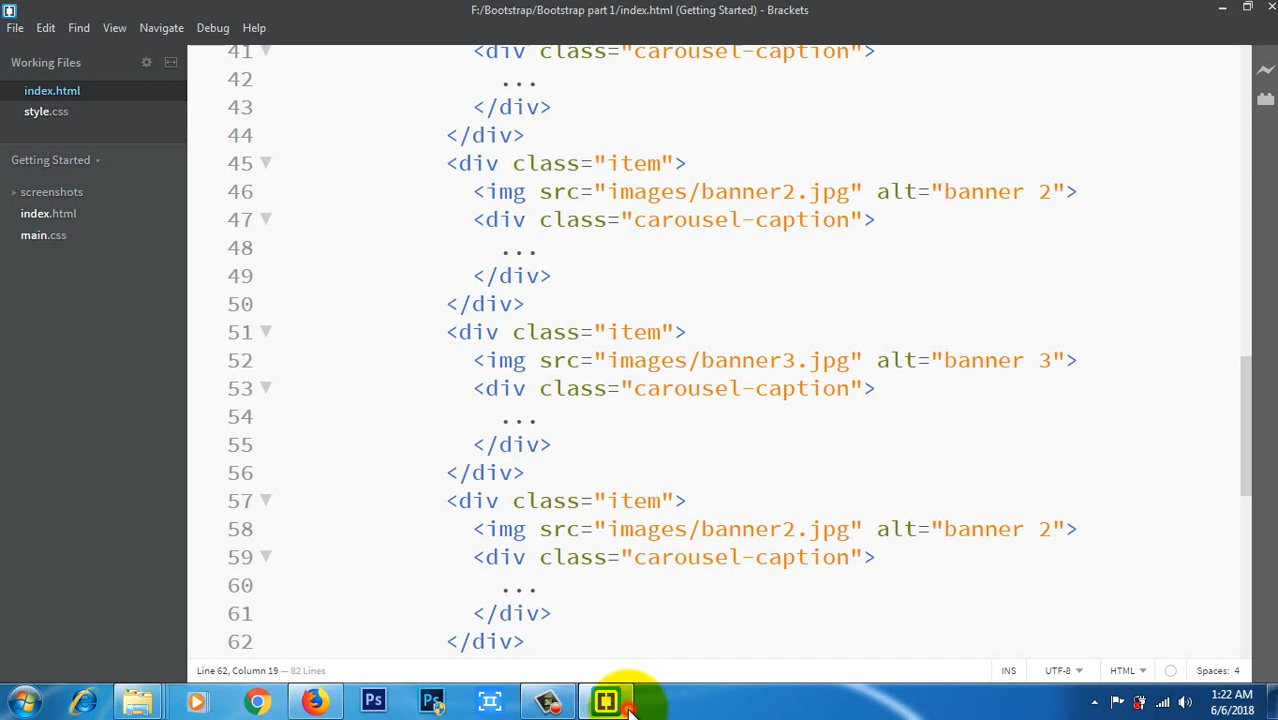 F:/Bootstrap/Bootstrap part 1/index.html (Getting Started) - Brackets
File Edit Find View Navigate Debug Help
Working Files
index.html
style.css
Getting Started
screenshots
index.html
main.css
41 <div class="carousel-caption">
42 ...
43 </div>
44 </div>
45 <div class="item">
46 <img src="images/banner2.jpg" alt="banner 2">
47 <div class="carousel-caption">
48 ...
49 </div>
50 </div>
51 <div class="item">
52 <img src="images/banner3.jpg" alt="banner 3">
53 <div class="carousel-caption">
54 ...
55 </div>
56 </div>
57 <div class="item">
58 <img src="images/banner2.jpg" alt="banner 2">
59 <div class="carousel-caption">
60 ...
61 </div>
62 </div>
Line 62, Column 19 — 82 Lines
INS UTF-8 HTML Spaces: 4
Ps Ps
1:22 AM
6/6/2018